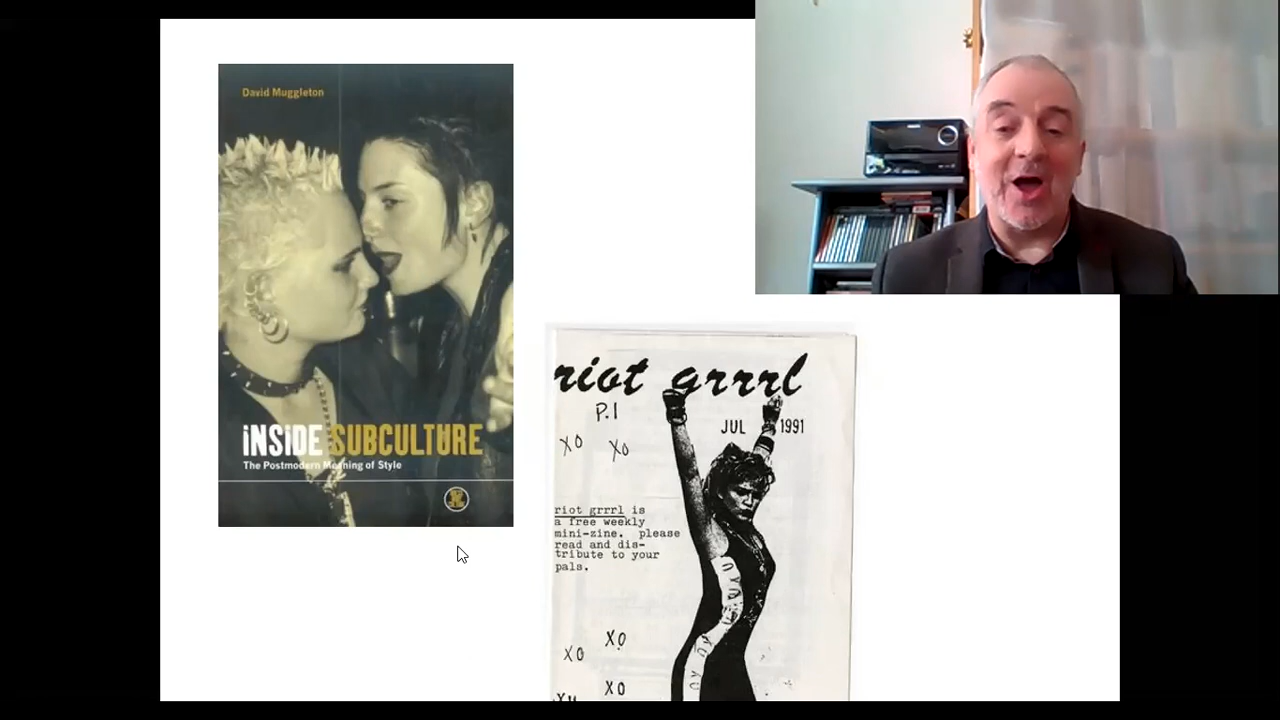 David Muggleton
iNSiDE SUBCULTURE
The Postmodern Meaning of Style
riot grrrl
P.1
JUL 1991
XO
XO
riot grrrl is
a free weekly
mini-zine. please
read and dis-
tribute to your
pals.
XO
XO
XO